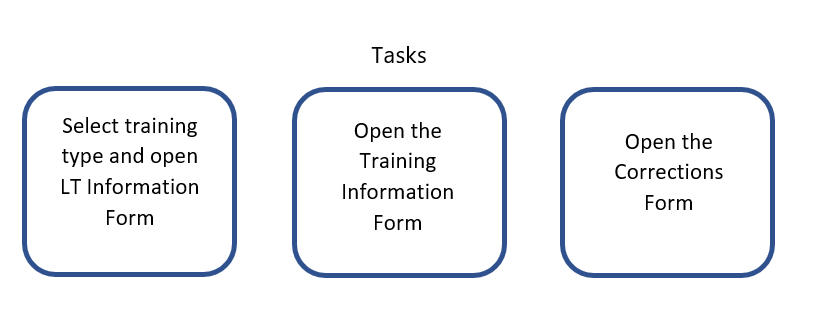 Tasks
Select training
type and open
LT Information
Form
Open the
Training
Information
Form
Open the
Corrections
Form